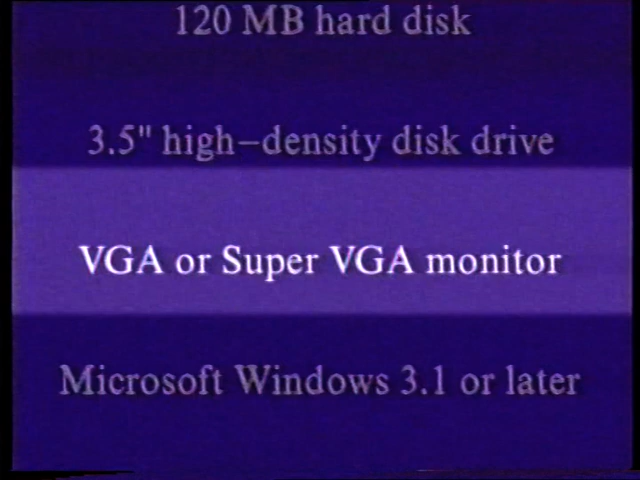 120 MB hard disk
3.5" high-density disk drive
VGA or Super VGA monitor
Microsoft Windows 3.1 or later